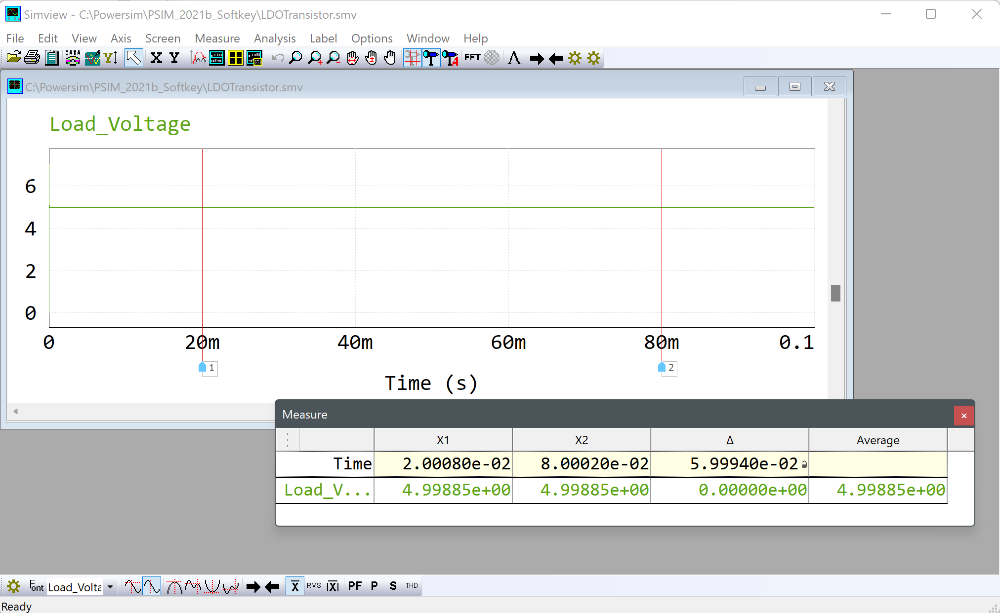 Simview - C:\Powersim\PSIM_2021b_Softkey\LDOTransistor.smv
File Edit View Axis Screen Measure Analysis Label Options Window Help
DATA Y X Y FFT A
C:\Powersim\PSIM_2021b_Softkey\LDOTransistor.smv
Load_Voltage
6
4
2
0
0 20m 40m 60m 80m 0.1
1 2
Time (s)
Measure
X1 X2 Δ Average
Time 2.00080e-02 8.00020e-02 5.99940e-02
Load_V... 4.99885e+00 4.99885e+00 0.00000e+00 4.99885e+00
Font Load_Volta X RMS |X| PF P S THD
Ready